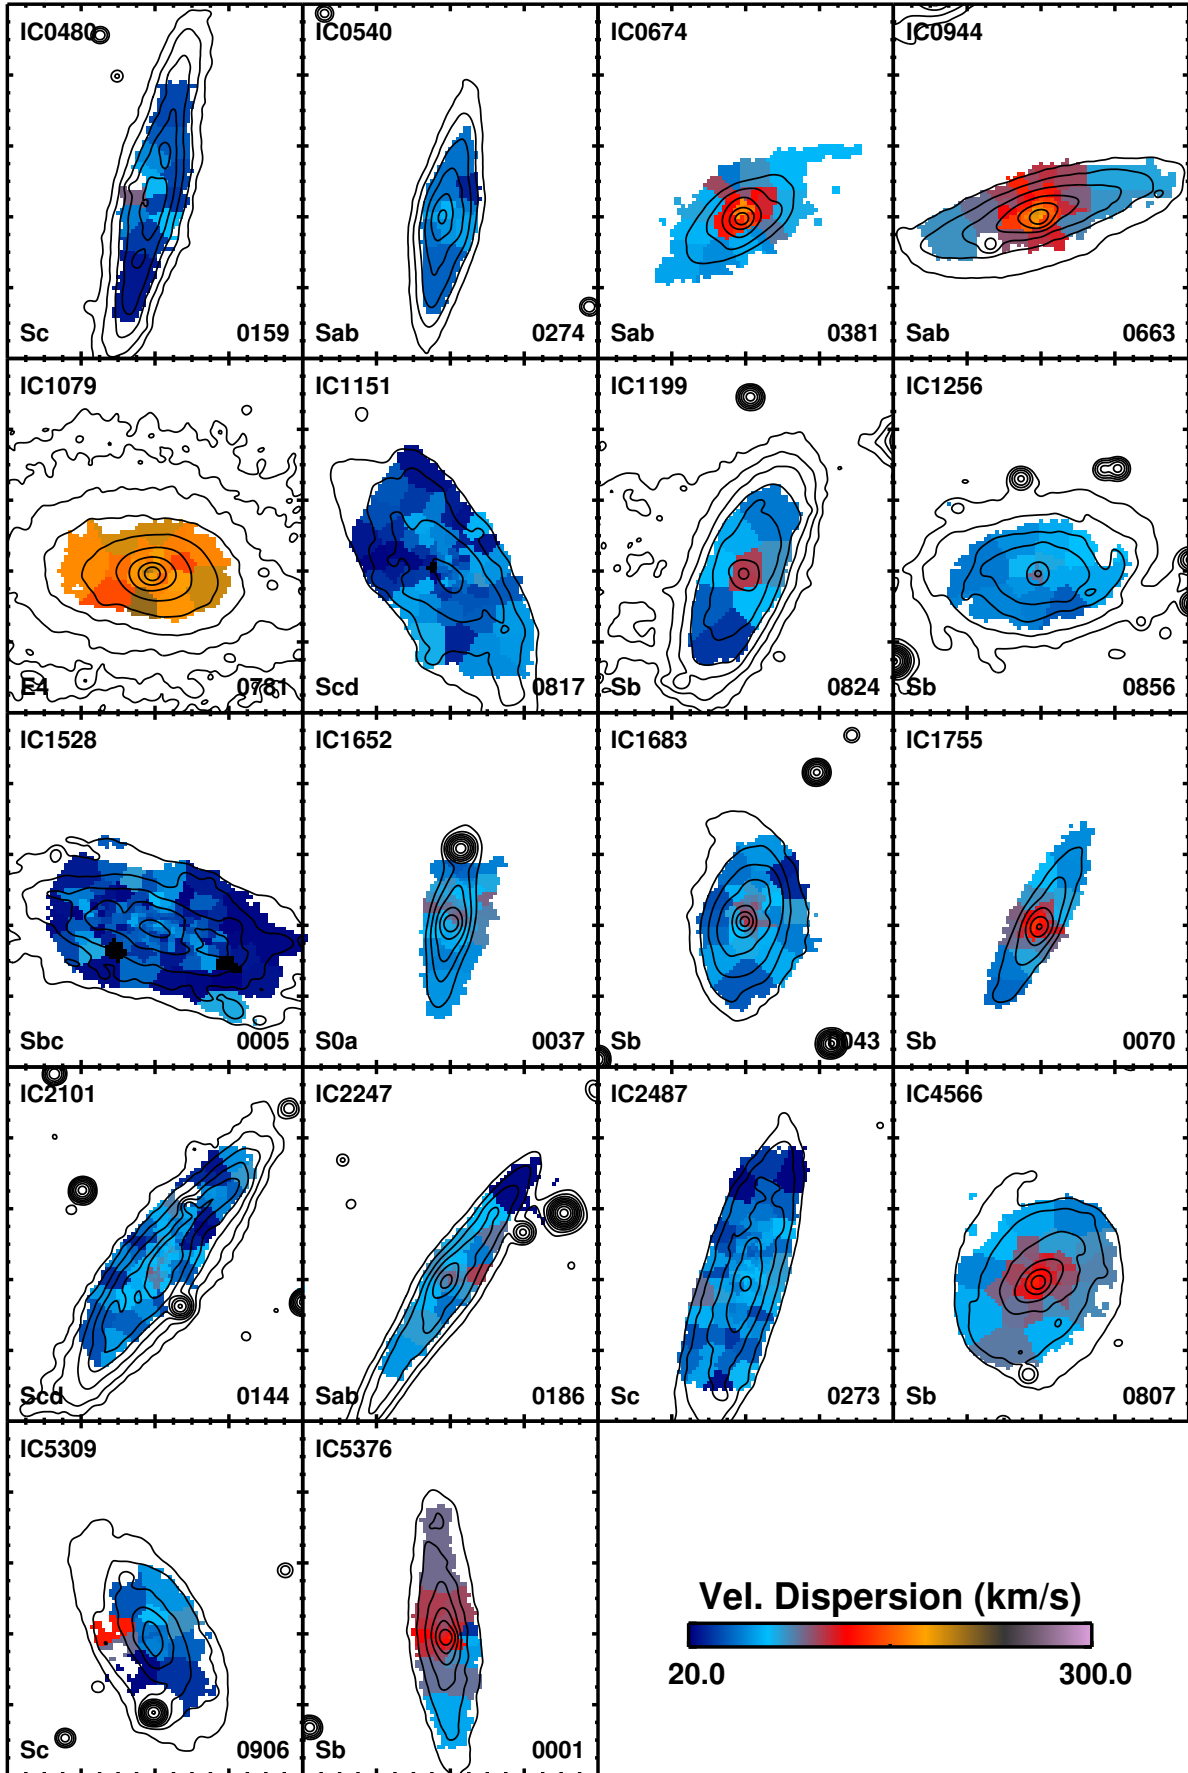 IC0480
IC0540
IC0674
IC0944
Sc
0159
Sab
0274
Sab
0381
Sab
0663
IC1079
IC1151
IC1199
IC1256
E4
0781
Scd
0817
Sb
0824
Sb
0856
IC1528
IC1652
IC1683
IC1755
Sbc
0005
S0a
0037
Sb
0043
Sb
0070
IC2101
IC2247
IC2487
IC4566
Scd
0144
Sab
0186
Sc
0273
Sb
0807
IC5309
IC5376
Sc
0906
Sb
0001
Vel. Dispersion (km/s)
20.0
300.0